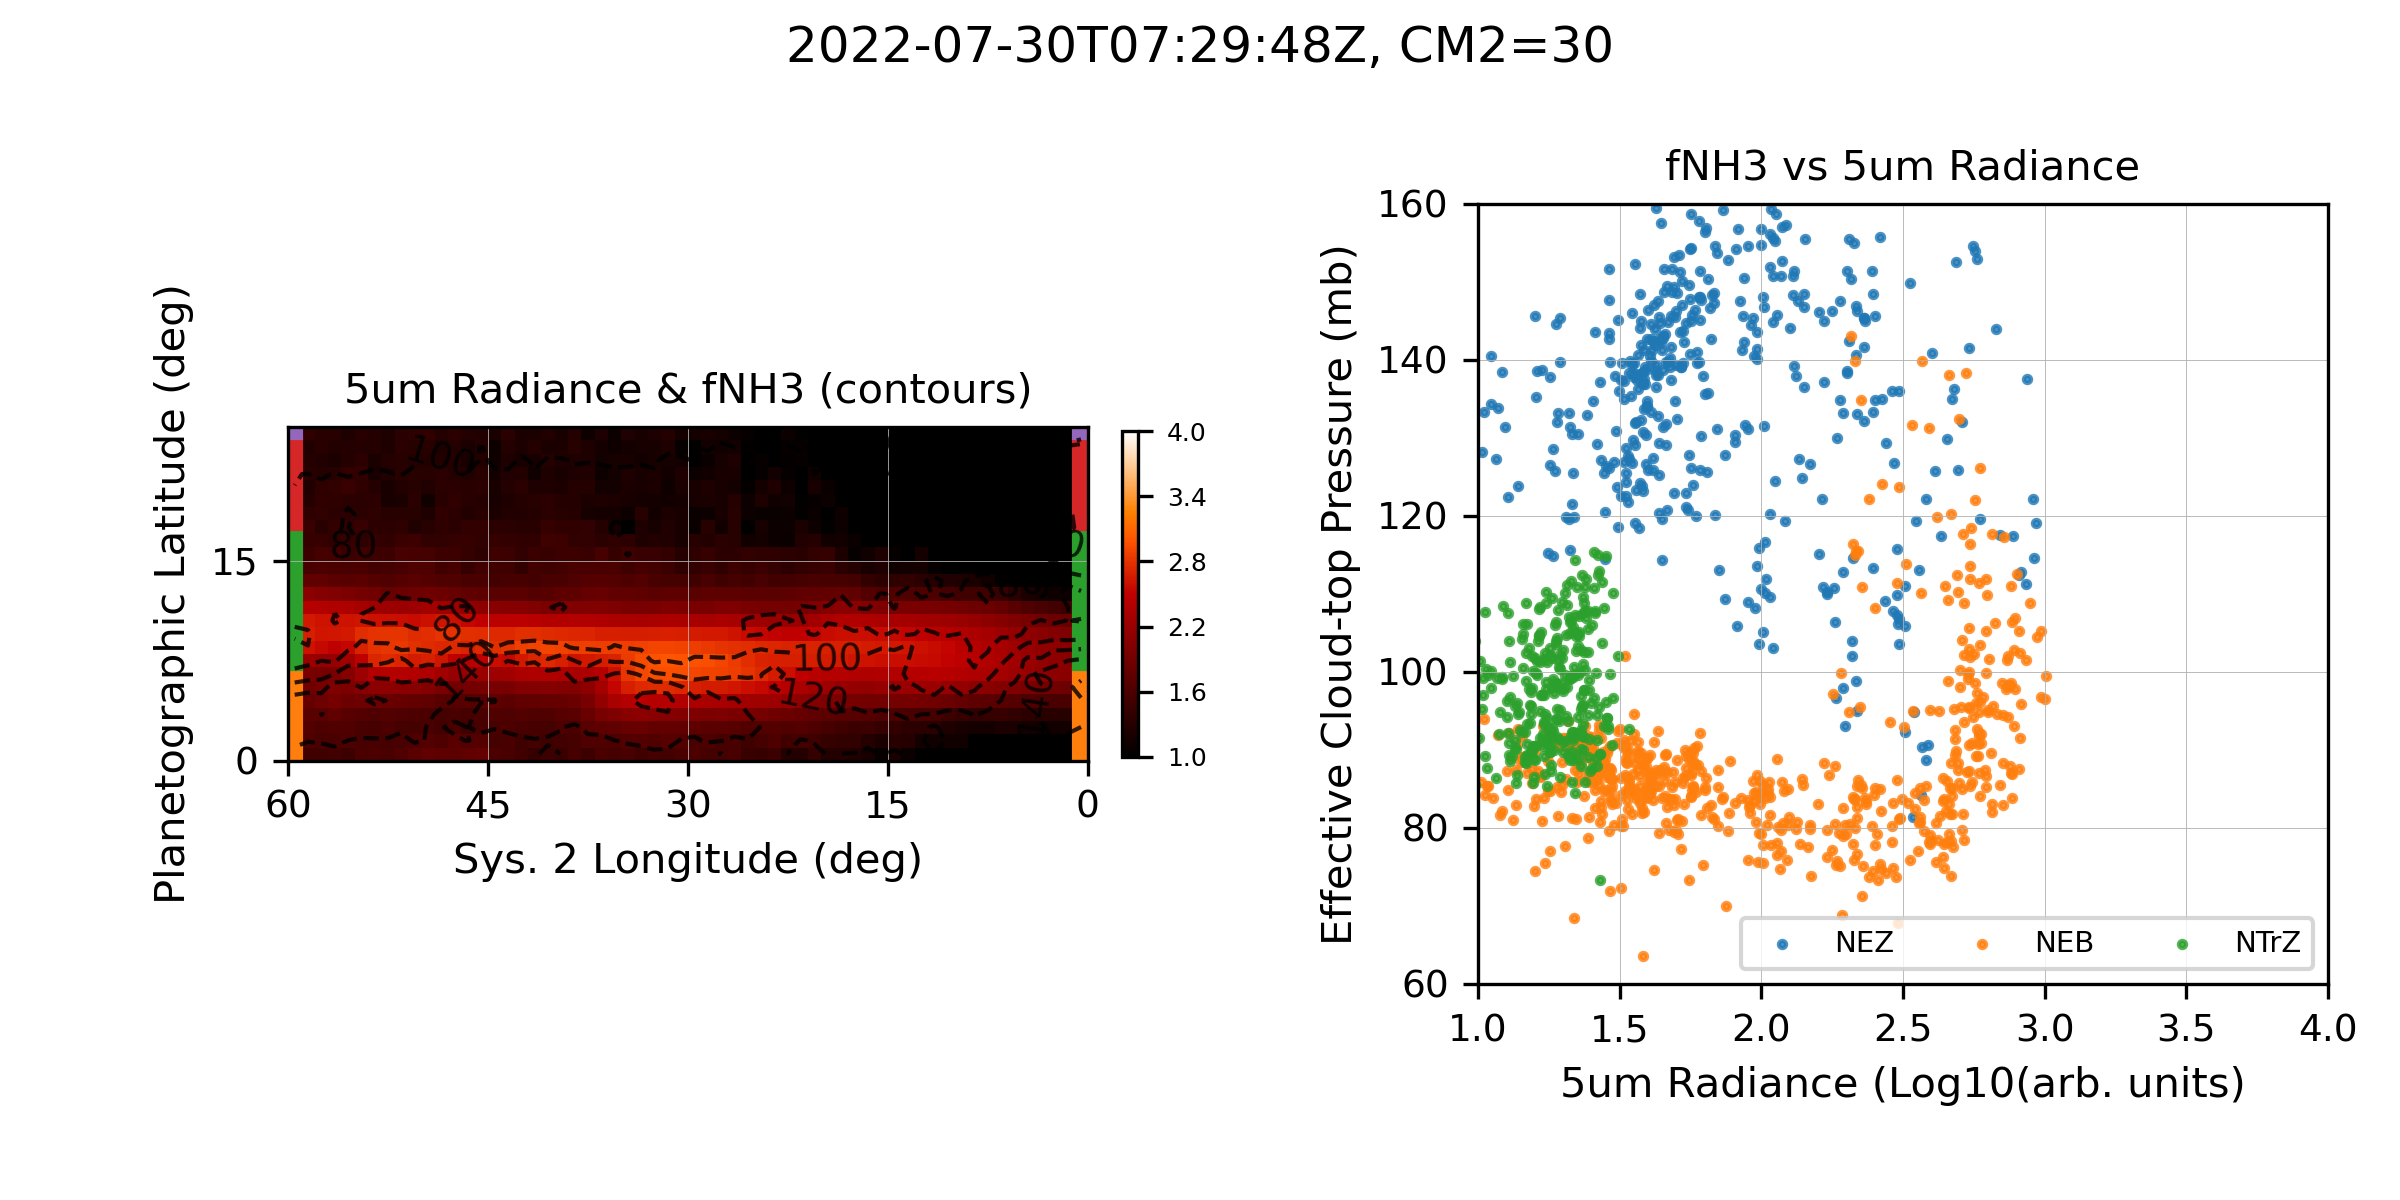 2022-07-30T07:29:48Z, CM2=30
5um Radiance & fNH3 (contours)
Planetographic Latitude (deg)
15
0
60 45 30 15 0
Sys. 2 Longitude (deg)
100
80
80
140
100
120
140
4.0
3.4
2.8
2.2
1.6
1.0
fNH3 vs 5um Radiance
Effective Cloud-top Pressure (mb)
160
140
120
100
80
60
NEZ NEB NTrZ
1.0 1.5 2.0 2.5 3.0 3.5 4.0
5um Radiance (Log10(arb. units)